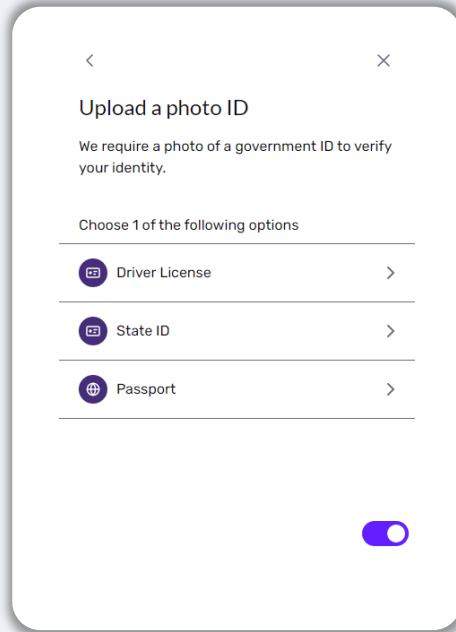 Upload a photo ID
We require a photo of a government ID to verify
your identity.
Choose 1 of the following options
Driver License
State ID
Passport